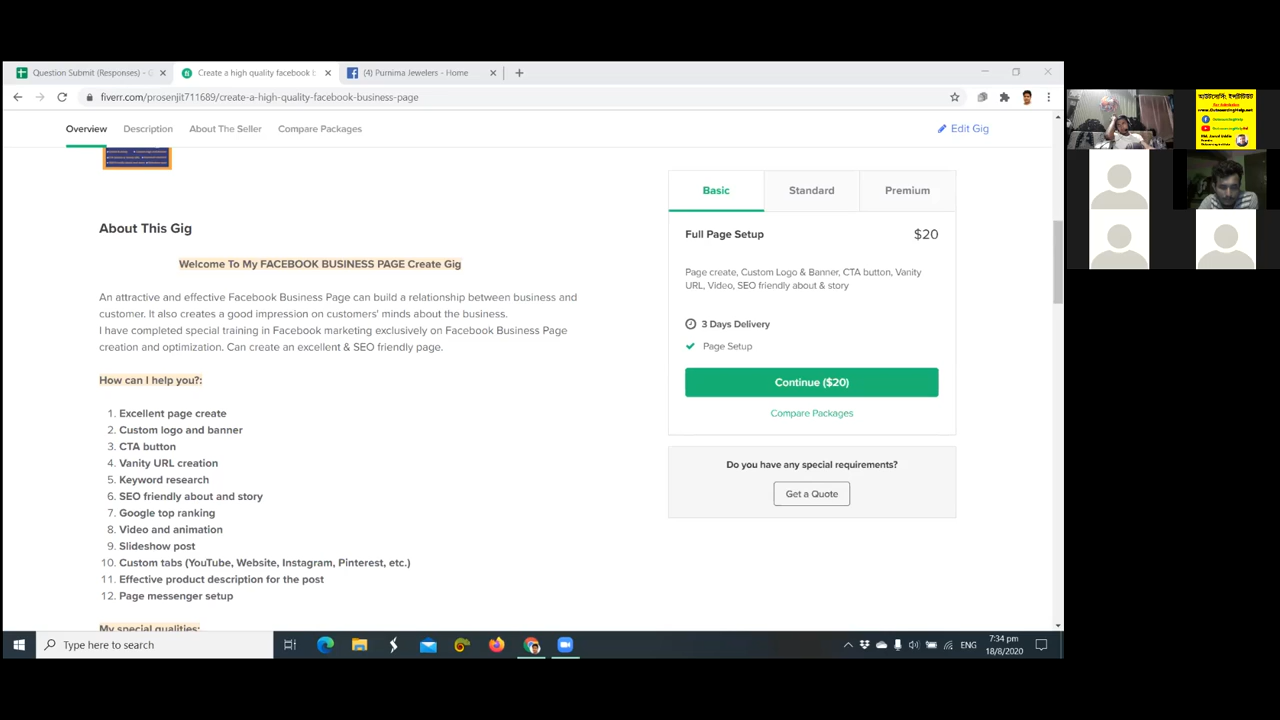 Question Submit (Responses) - G
Create a high quality facebook b
(4) Purnima Jewelers - Home
fiverr.com/prosenjit711689/create-a-high-quality-facebook-business-page
Overview
Description
About The Seller
Compare Packages
Edit Gig
About This Gig
Welcome To My FACEBOOK BUSINESS PAGE Create Gig
An attractive and effective Facebook Business Page can build a relationship between business and
customer. It also creates a good impression on customers' minds about the business.
I have completed special training in Facebook marketing exclusively on Facebook Business Page
creation and optimization. Can create an excellent & SEO friendly page.
How can I help you?:
1. Excellent page create
2. Custom logo and banner
3. CTA button
4. Vanity URL creation
5. Keyword research
6. SEO friendly about and story
7. Google top ranking
8. Video and animation
9. Slideshow post
10. Custom tabs (YouTube, Website, Instagram, Pinterest, etc.)
11. Effective product description for the post
12. Page messenger setup
My special qualities:
Basic
Standard
Premium
Full Page Setup
$20
Page create, Custom Logo & Banner, CTA button, Vanity
URL, Video, SEO friendly about & story
3 Days Delivery
Page Setup
Continue ($20)
Compare Packages
Do you have any special requirements?
Get a Quote
Type here to search
ENG
7:34 pm
18/8/2020